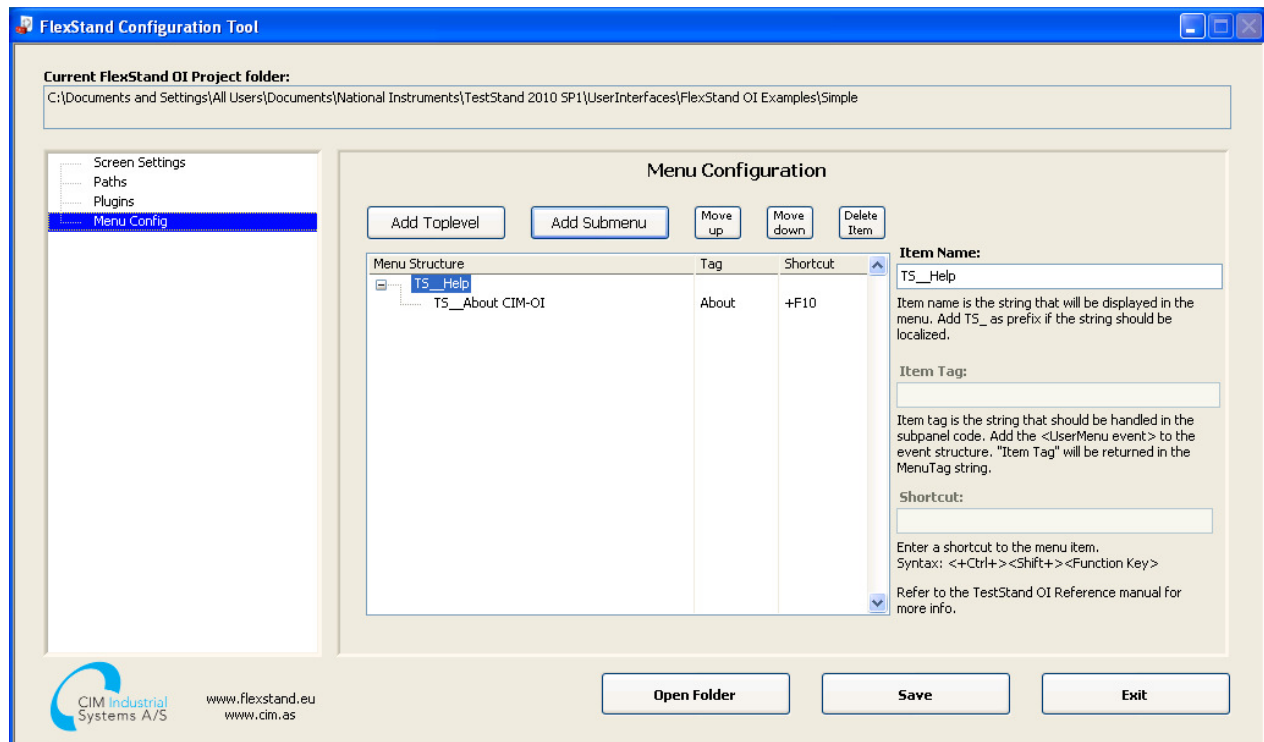 FlexStand Configuration Tool
Current FlexStand OI Project folder:
C:\Documents and Settings\All Users\Documents\National Instruments\TestStand 2010 SP1\UserInterfaces\FlexStand OI Examples\Simple
Screen Settings
Paths
Plugins
Menu Config
Menu Configuration
Add Toplevel
Add Submenu
Move
up
Move
down
Delete
Item
Menu Structure Tag Shortcut
TS__Help
TS__About CIM-OI About +F10
Item Name:
TS__Help
Item name is the string that will be displayed in the
menu. Add TS_ as prefix if the string should be
localized.
Item Tag:
Item tag is the string that should be handled in the
subpanel code. Add the <UserMenu event> to the
event structure. "Item Tag" will be returned in the
MenuTag string.
Shortcut:
Enter a shortcut to the menu item.
Syntax: <+Ctrl+><Shift+><Function Key>
Refer to the TestStand OI Reference manual for
more info.
CIM Industrial
Systems A/S
www.flexstand.eu
www.cim.as
Open Folder
Save
Exit